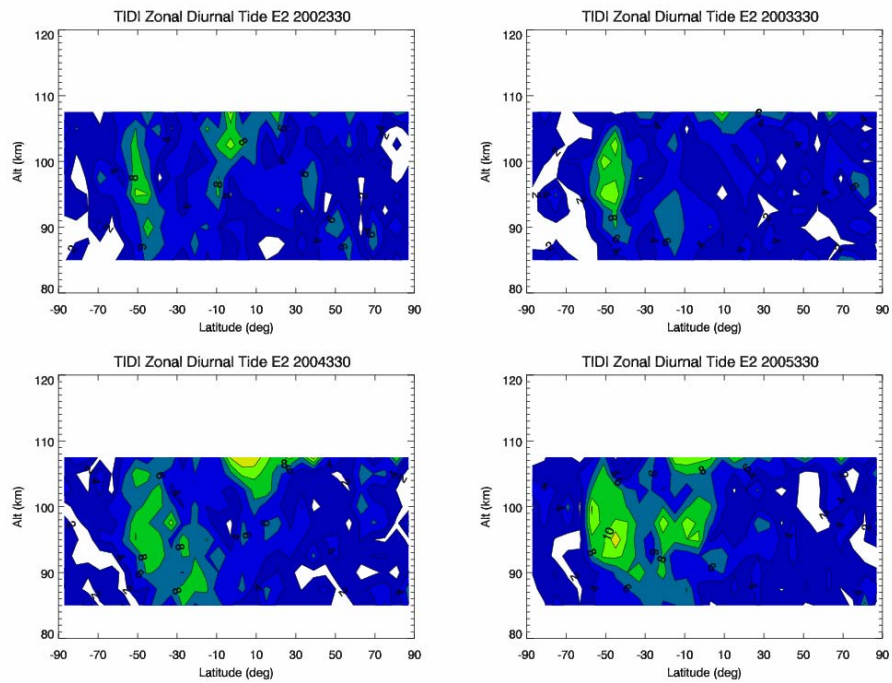 TIDI Zonal Diurnal Tide E2 2002330
120
110
100
90
80
Alt (km)
-90 -70 -50 -30 -10 10 30 50 70 90
Latitude (deg)
TIDI Zonal Diurnal Tide E2 2003330
120
110
100
90
80
Alt (km)
-90 -70 -50 -30 -10 10 30 50 70 90
Latitude (deg)
TIDI Zonal Diurnal Tide E2 2004330
120
110
100
90
80
Alt (km)
-90 -70 -50 -30 -10 10 30 50 70 90
Latitude (deg)
TIDI Zonal Diurnal Tide E2 2005330
120
110
100
90
80
Alt (km)
10
-90 -70 -50 -30 -10 10 30 50 70 90
Latitude (deg)